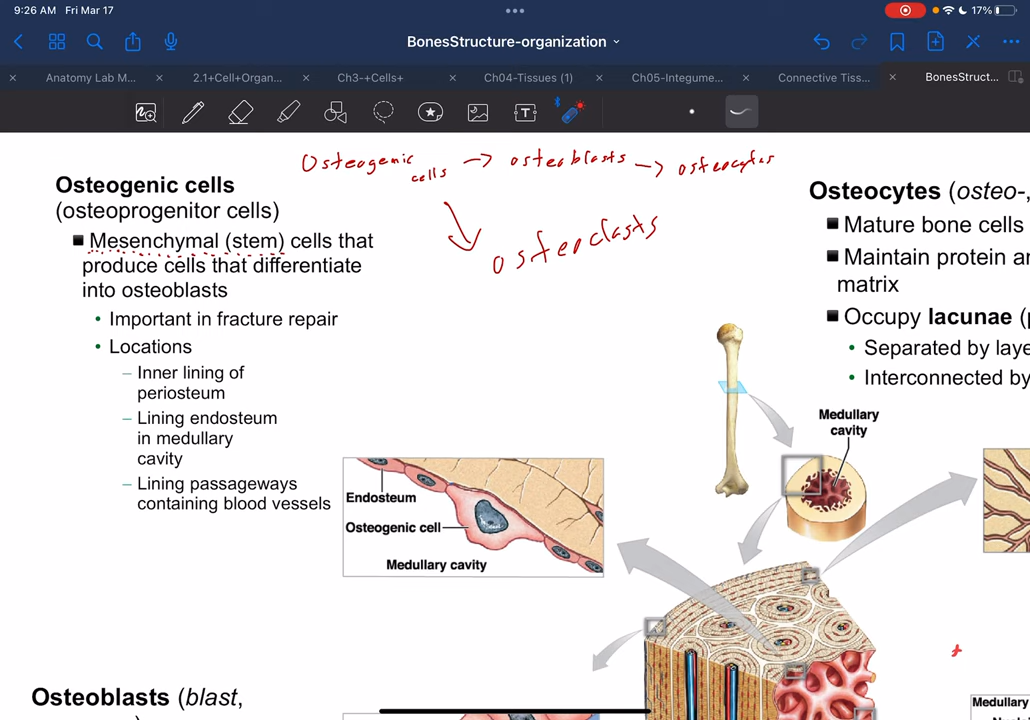 9:26 AM Fri Mar 17
17%
BonesStructure-organization
Anatomy Lab M...
2.1+Cell+Organ...
Ch3-+Cells+
Ch04-Tissues (1)
Ch05-Integume...
Connective Tiss...
BonesStruct...
Osteogenic cells → osteoblasts → osteocytes
osteoclasts
Osteogenic cells
(osteoprogenitor cells)
Mesenchymal (stem) cells that
produce cells that differentiate
into osteoblasts
• Important in fracture repair
• Locations
– Inner lining of
periosteum
– Lining endosteum
in medullary
cavity
– Lining passageways
containing blood vessels
Endosteum
Osteogenic cell
Medullary cavity
Osteocytes (osteo-,
Mature bone cells
Maintain protein an
matrix
Occupy lacunae (p
• Separated by laye
• Interconnected by
Medullary
cavity
Osteoblasts (blast,
Medullary